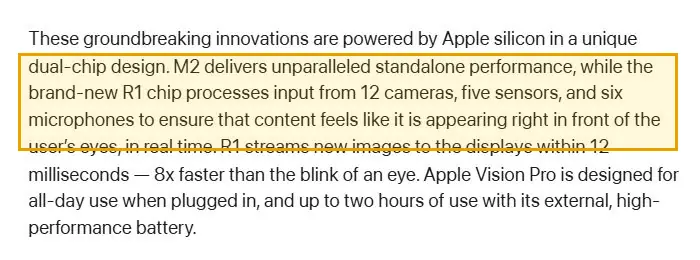 These groundbreaking innovations are powered by Apple silicon in a unique
dual-chip design. M2 delivers unparalleled standalone performance, while the
brand-new R1 chip processes input from 12 cameras, five sensors, and six
microphones to ensure that content feels like it is appearing right in front of the
user’s eyes, in real time. R1 streams new images to the displays within 12
milliseconds — 8x faster than the blink of an eye. Apple Vision Pro is designed for
all-day use when plugged in, and up to two hours of use with its external, high-
performance battery.